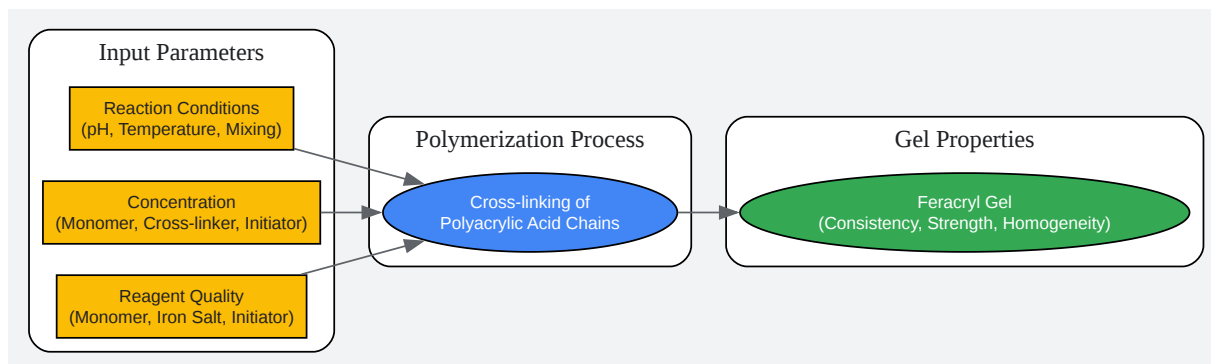 Input Parameters
Reaction Conditions
(pH, Temperature, Mixing)
Concentration
(Monomer, Cross-linker, Initiator)
Reagent Quality
(Monomer, Iron Salt, Initiator)
Polymerization Process
Cross-linking of
Polyacrylic Acid Chains
Gel Properties
Feracryl Gel
(Consistency, Strength, Homogeneity)